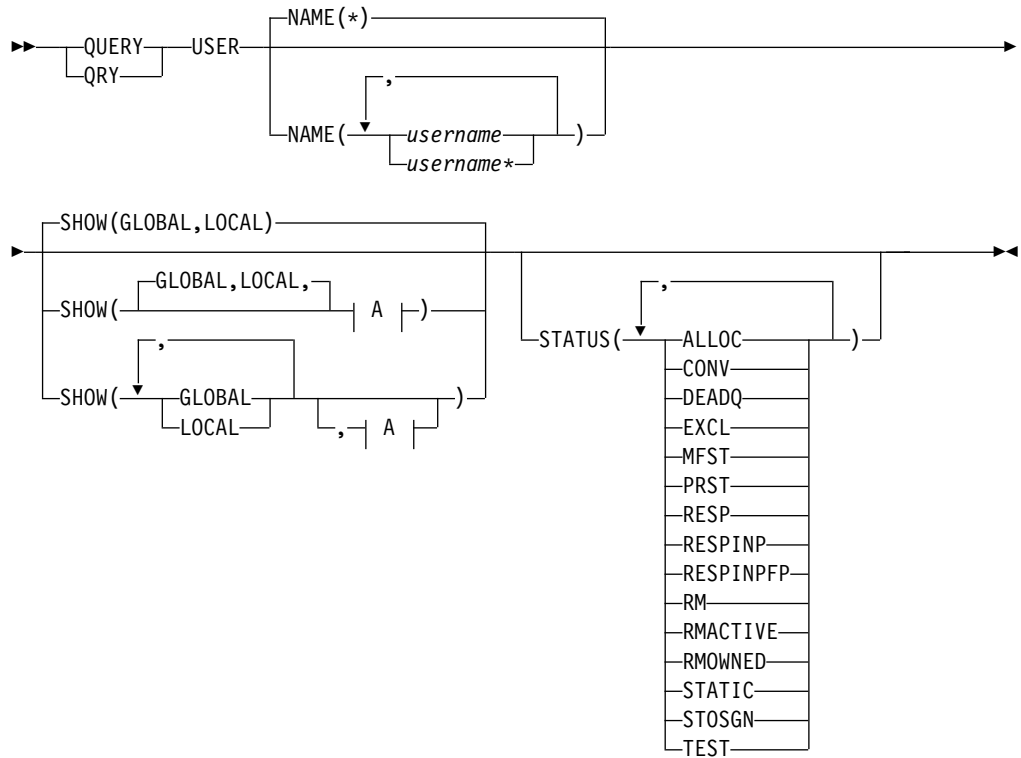 NAME(*)
QUERY USER
QRY
,
NAME( username )
username*
SHOW(GLOBAL,LOCAL)
GLOBAL,LOCAL,
SHOW( A )
,
SHOW( GLOBAL )
LOCAL , A
,
STATUS( ALLOC )
CONV
DEADQ
EXCL
MFST
PRST
RESP
RESPINP
RESPINPFP
RM
RMACTIVE
RMOWNED
STATIC
STOSGN
TEST